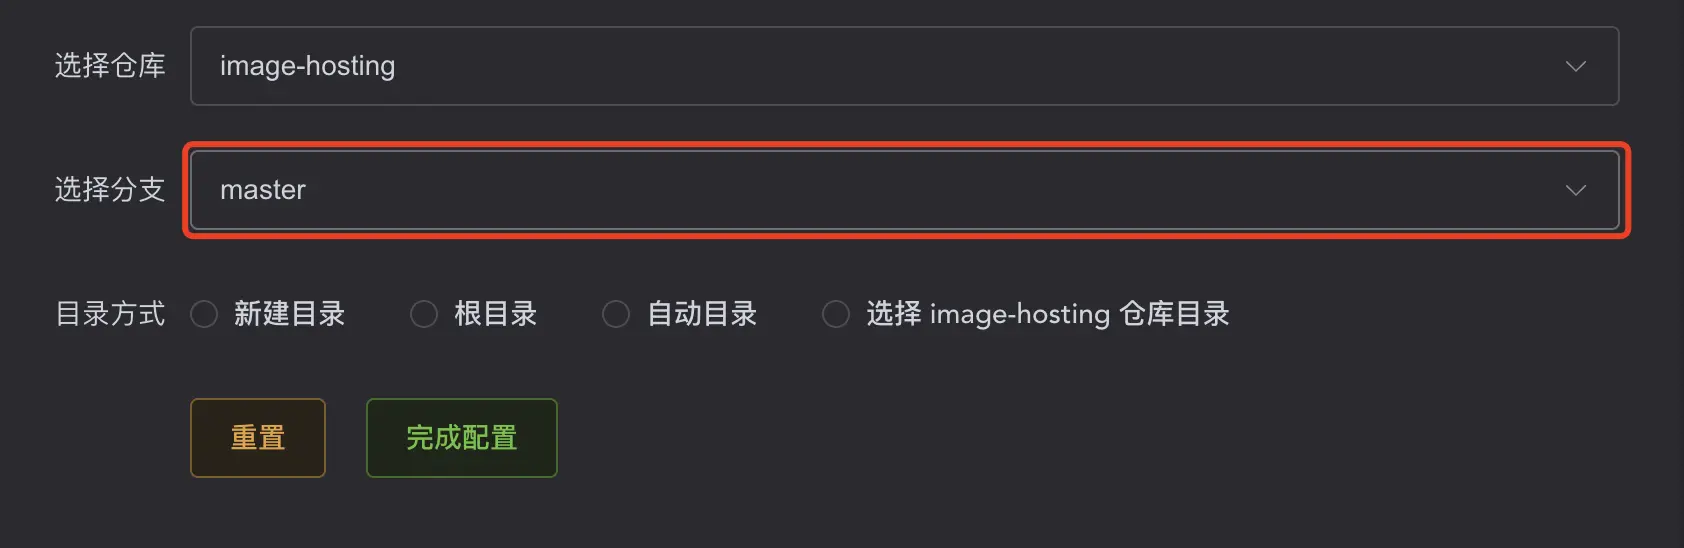 选择仓库 image-hosting
选择分支 master
目录方式 新建目录 根目录 自动目录 选择 image-hosting 仓库目录
重置 完成配置